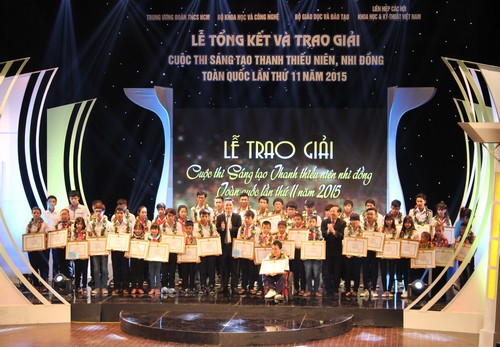 TRUNG ƯƠNG ĐOÀN TNCS HCM
BỘ KHOA HỌC VÀ CÔNG NGHỆ
BỘ GIÁO DỤC VÀ ĐÀO TẠO
LIÊN HIỆP CÁC HỘI
KHOA HỌC & KỸ THUẬT VIỆT NAM
LỄ TỔNG KẾT VÀ TRAO GIẢI
CUỘC THI SÁNG TẠO THANH THIẾU NIÊN, NHI ĐỒNG
TOÀN QUỐC LẦN THỨ 11 NĂM 2015
LỄ TRAO GIẢI
Cuộc thi Sáng tạo Thanh thiếu niên nhi đồng
Toàn quốc lần thứ 11 năm 2015